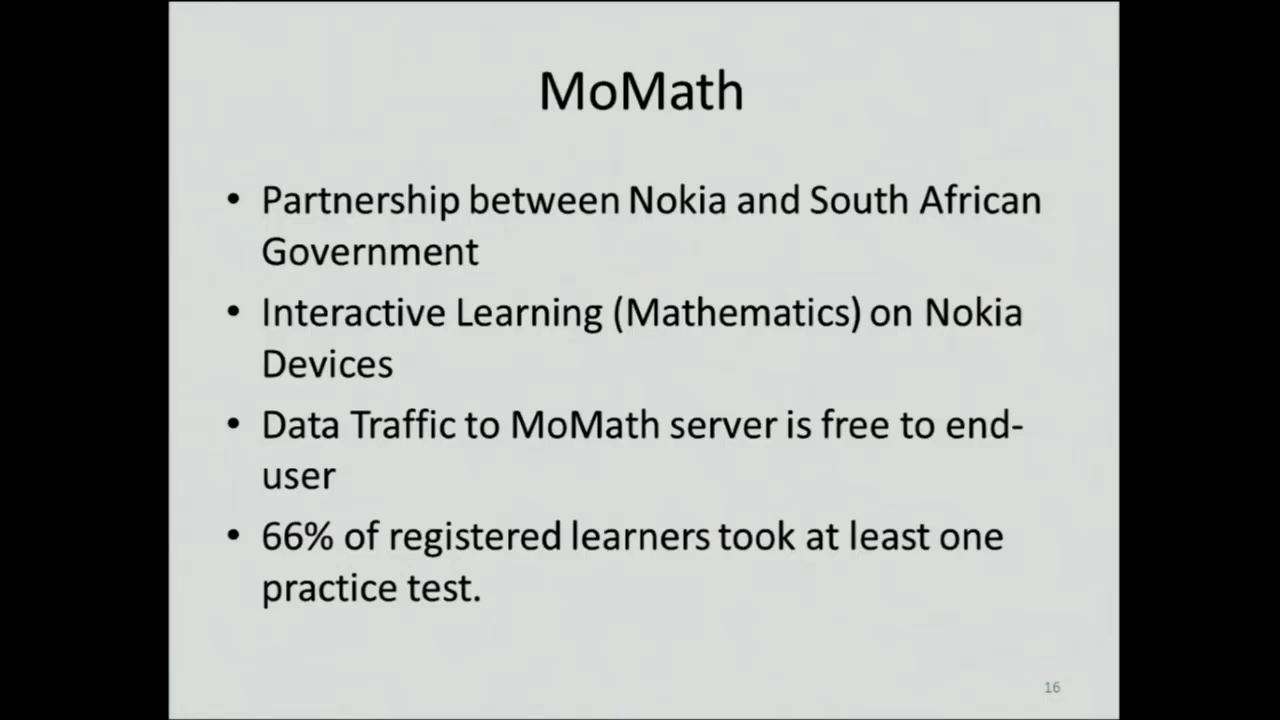 MoMath
• Partnership between Nokia and South African
Government
• Interactive Learning (Mathematics) on Nokia
Devices
• Data Traffic to MoMath server is free to end-
user
• 66% of registered learners took at least one
practice test.
16